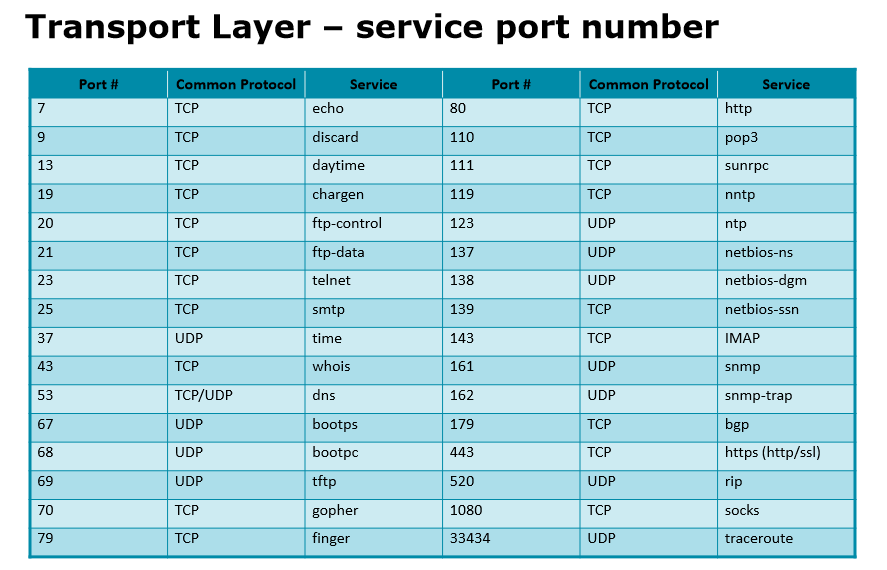 Transport Layer – service port number
Port # Common Protocol Service Port # Common Protocol Service
7 TCP echo 80 TCP http
9 TCP discard 110 TCP pop3
13 TCP daytime 111 TCP sunrpc
19 TCP chargen 119 TCP nntp
20 TCP ftp-control 123 UDP ntp
21 TCP ftp-data 137 UDP netbios-ns
23 TCP telnet 138 UDP netbios-dgm
25 TCP smtp 139 TCP netbios-ssn
37 UDP time 143 TCP IMAP
43 TCP whois 161 UDP snmp
53 TCP/UDP dns 162 UDP snmp-trap
67 UDP bootps 179 TCP bgp
68 UDP bootpc 443 TCP https (http/ssl)
69 UDP tftp 520 UDP rip
70 TCP gopher 1080 TCP socks
79 TCP finger 33434 UDP traceroute